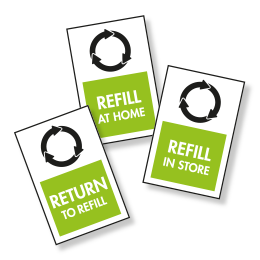 REFILL
AT HOME
REFILL
IN STORE
RETURN
TO REFILL